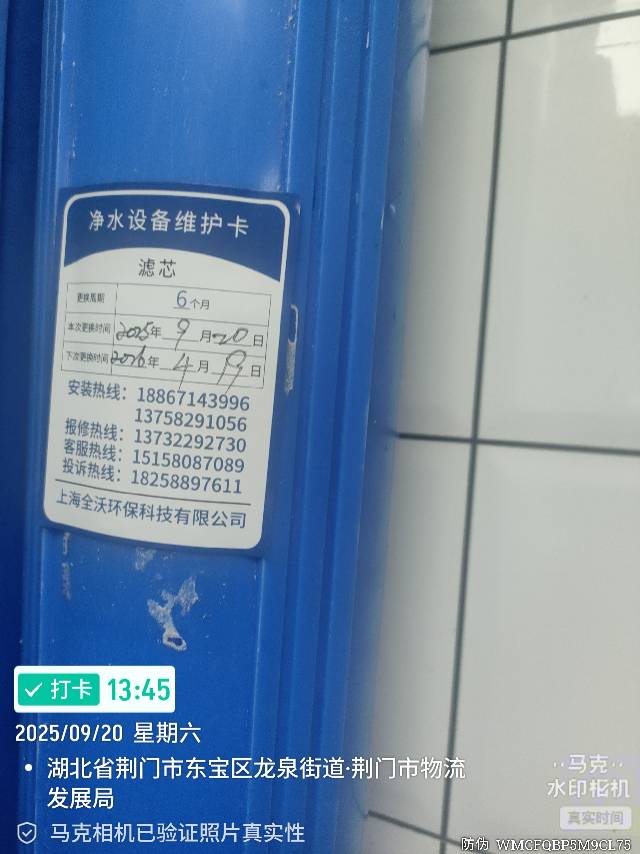 净水设备维护卡
滤芯
更换周期 6个月
本次更换时间 2025年 9月20日
下次更换时间 2026年 4月 9日
安装热线：18867143996
13758291056
报修热线：13732292730
客服热线：15158087089
投诉热线：18258897611
上海全沃环保科技有限公司
打卡 13:45
2025/09/20 星期六
湖北省荆门市东宝区龙泉街道·荆门市物流
发展局
马克相机已验证照片真实性
马克
水印相机
真实时间
防伪 WMCFQBP5M9CL75